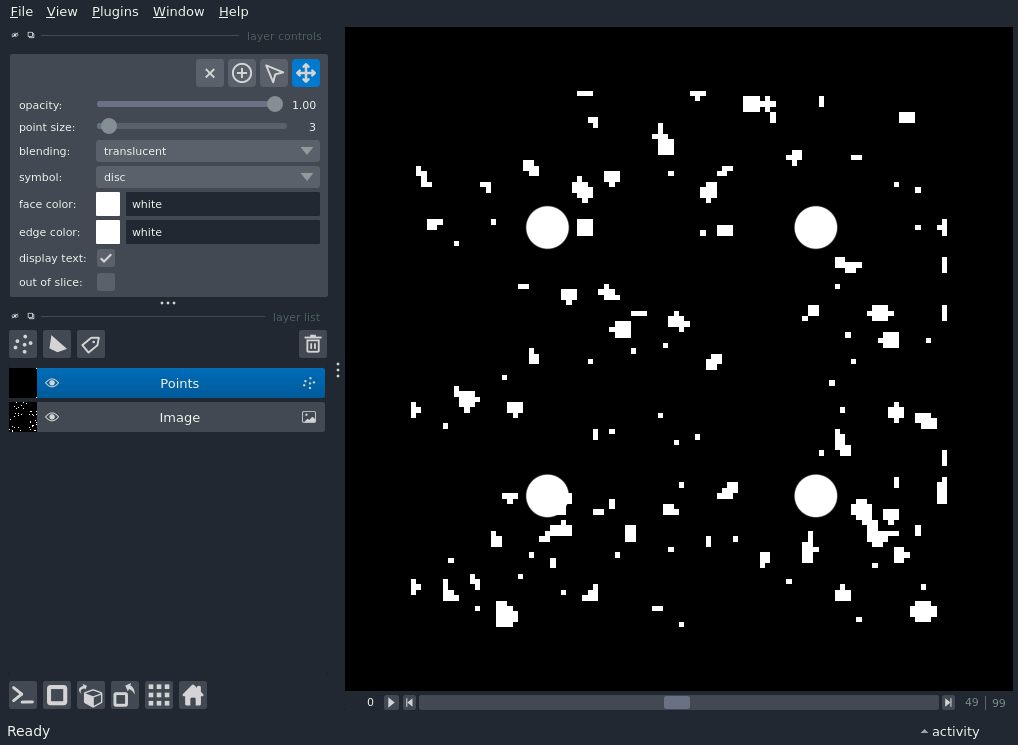 File View Plugins Window Help
layer controls
opacity: 1.00
point size: 3
blending: translucent
symbol: disc
face color: white
edge color: white
display text:
out of slice:
layer list
Points
Image
0 49 99
Ready activity